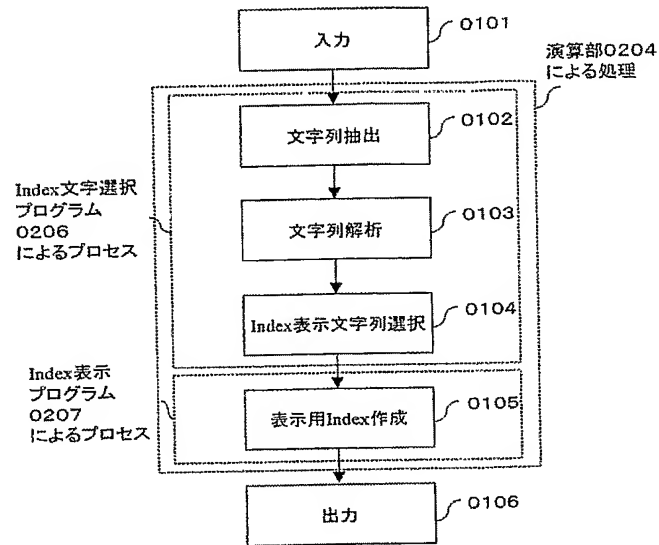 入力
0101
演算部0204
による処理
文字列抽出
0102
Index文字選択
プログラム
0206
によるプロセス
文字列解析
0103
Index表示文字列選択
0104
Index表示
プログラム
0207
によるプロセス
表示用Index作成
0105
出力
0106